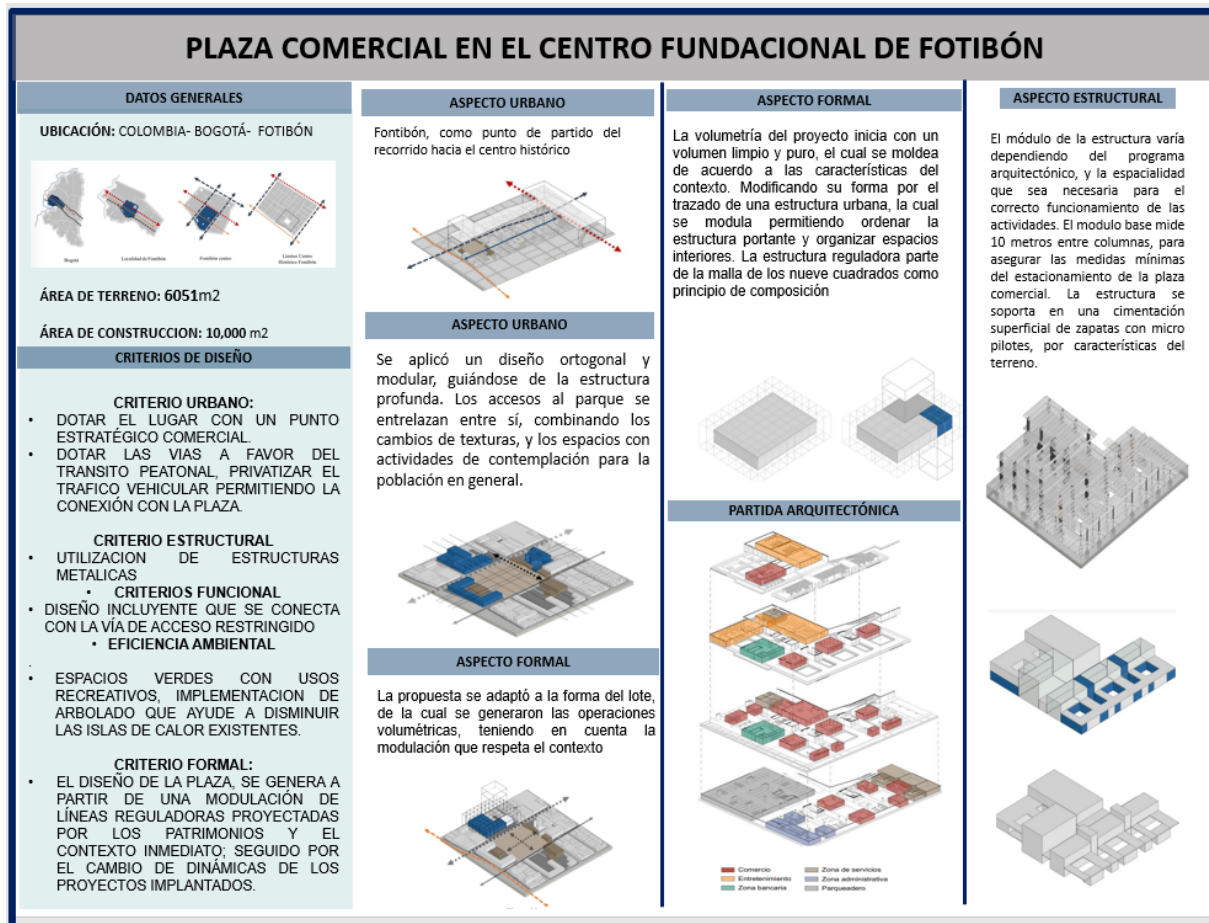 PLAZA COMERCIAL EN EL CENTRO FUNDACIONAL DE FOTIBÓN
DATOS GENERALES
UBICACIÓN: COLOMBIA- BOGOTÁ- FOTIBÓN
Bogotá
Localidad de Fontibón
Fontibón centro
Limites Centro
Histórico Fontibón
ÁREA DE TERRENO: 6051m2
ÁREA DE CONSTRUCCION: 10,000 m2
CRITERIOS DE DISEÑO
CRITERIO URBANO:
• DOTAR EL LUGAR CON UN PUNTO
ESTRATÉGICO COMERCIAL.
• DOTAR LAS VIAS A FAVOR DEL
TRANSITO PEATONAL, PRIVATIZAR EL
TRAFICO VEHICULAR PERMITIENDO LA
CONEXIÓN CON LA PLAZA.
CRITERIO ESTRUCTURAL
• UTILIZACION DE ESTRUCTURAS
METALICAS
• CRITERIOS FUNCIONAL
• DISEÑO INCLUYENTE QUE SE CONECTA
CON LA VÍA DE ACCESO RESTRINGIDO
• EFICIENCIA AMBIENTAL
.
• ESPACIOS VERDES CON USOS
RECREATIVOS, IMPLEMENTACION DE
ARBOLADO QUE AYUDE A DISMINUIR
LAS ISLAS DE CALOR EXISTENTES.
CRITERIO FORMAL:
• EL DISEÑO DE LA PLAZA, SE GENERA A
PARTIR DE UNA MODULACIÓN DE
LÍNEAS REGULADORAS PROYECTADAS
POR LOS PATRIMONIOS Y EL
CONTEXTO INMEDIATO; SEGUIDO POR
EL CAMBIO DE DINÁMICAS DE LOS
PROYECTOS IMPLANTADOS.
ASPECTO URBANO
Fontibón, como punto de partido del
recorrido hacia el centro histórico
ASPECTO URBANO
Se aplicó un diseño ortogonal y
modular, guiándose de la estructura
profunda. Los accesos al parque se
entrelazan entre sí, combinando los
cambios de texturas, y los espacios con
actividades de contemplación para la
población en general.
ASPECTO FORMAL
La propuesta se adaptó a la forma del lote,
de la cual se generaron las operaciones
volumétricas, teniendo en cuenta la
modulación que respeta el contexto
ASPECTO FORMAL
La volumetría del proyecto inicia con un
volumen limpio y puro, el cual se moldea
de acuerdo a las características del
contexto. Modificando su forma por el
trazado de una estructura urbana, la cual
se modula permitiendo ordenar la
estructura portante y organizar espacios
interiores. La estructura reguladora parte
de la malla de los nueve cuadrados como
principio de composición
PARTIDA ARQUITECTÓNICA
Comercio
Entretenimiento
Zona bancaria
Zona de servicios
Zona administrativa
Parqueadero
ASPECTO ESTRUCTURAL
El módulo de la estructura varía
dependiendo del programa
arquitectónico, y la espacialidad
que sea necesaria para el
correcto funcionamiento de las
actividades. El modulo base mide
10 metros entre columnas, para
asegurar las medidas mínimas
del estacionamiento de la plaza
comercial. La estructura se
soporta en una cimentación
superficial de zapatas con micro
pilotes, por características del
terreno.